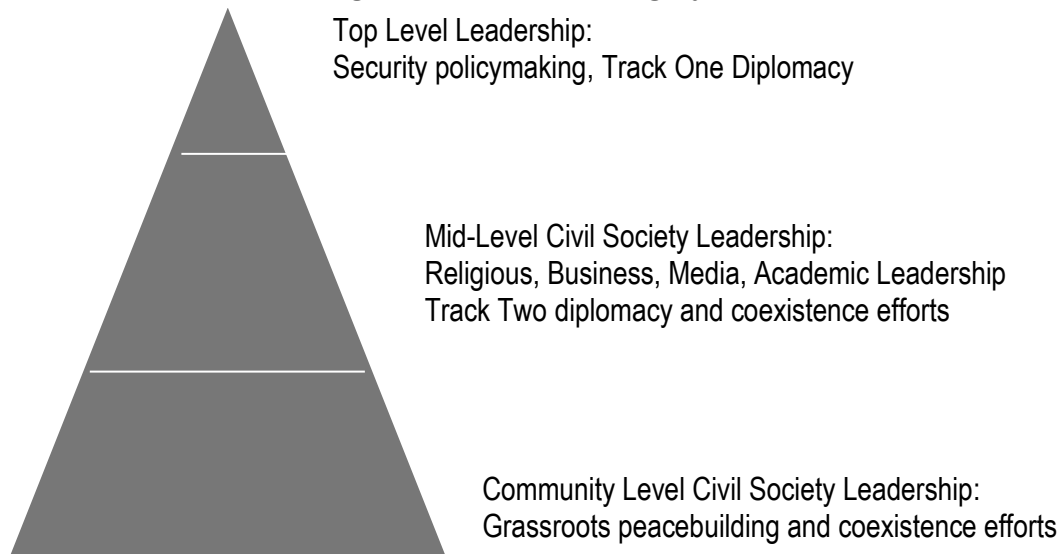 Top Level Leadership:
Security policymaking, Track One Diplomacy
Mid-Level Civil Society Leadership:
Religious, Business, Media, Academic Leadership
Track Two diplomacy and coexistence efforts
Community Level Civil Society Leadership:
Grassroots peacebuilding and coexistence efforts